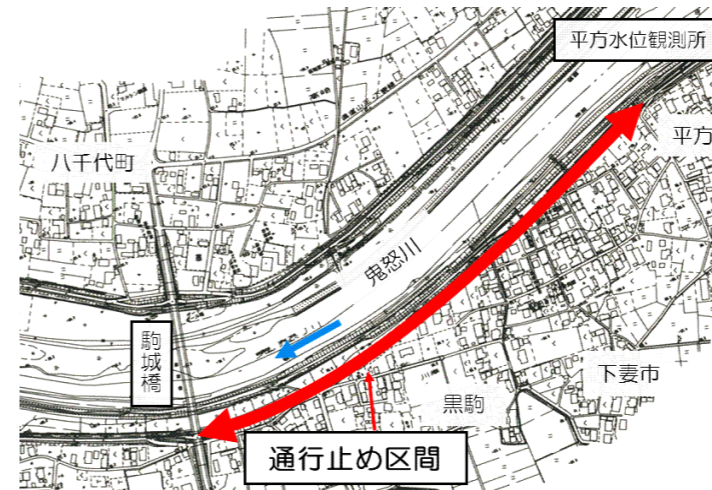 平方水位観測所
平方
八千代町
鬼怒川
駒城橋
下妻市
黒駒
通行止め区間